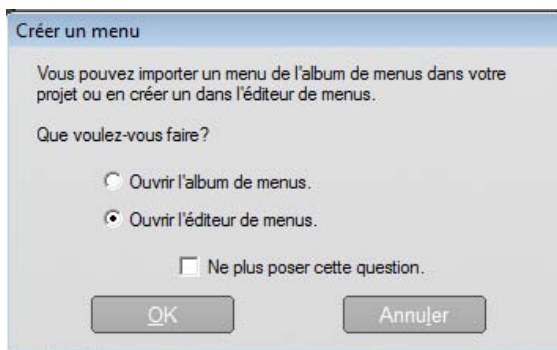 Créer un menu
Vous pouvez importer un menu de l'album de menus dans votre
projet ou en créer un dans l'éditeur de menus.
Que voulez-vous faire?
Ouvrir l'album de menus.
Ouvrir l'éditeur de menus.
Ne plus poser cette question.
OK Annuler